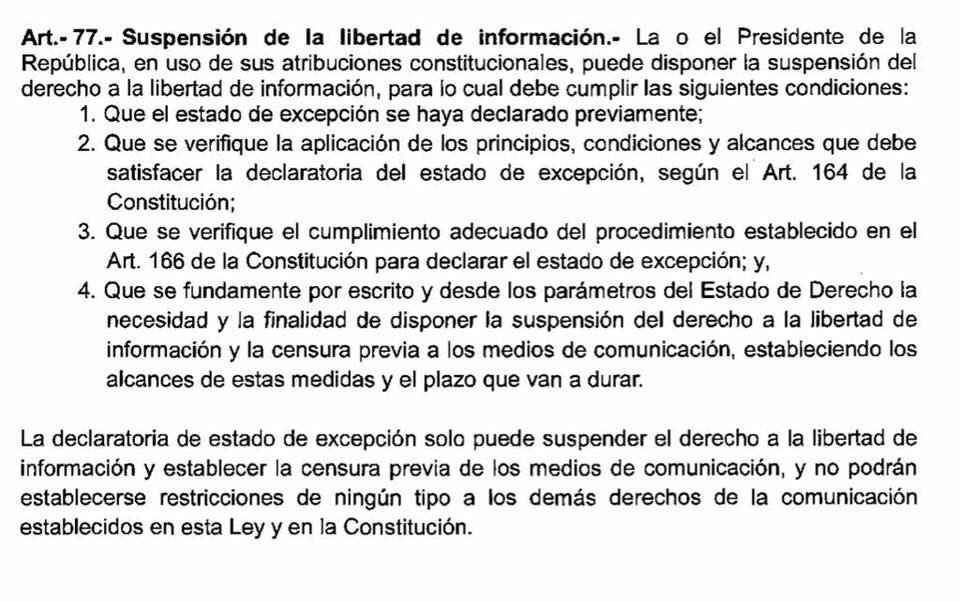 Art.- 77.- Suspensión de la libertad de información.- La o el Presidente de la
República, en uso de sus atribuciones constitucionales, puede disponer la suspensión del
derecho a la libertad de información, para lo cual debe cumplir las siguientes condiciones:
1. Que el estado de excepción se haya declarado previamente;
2. Que se verifique la aplicación de los principios, condiciones y alcances que debe
satisfacer la declaratoria del estado de excepción, según el Art. 164 de la
Constitución;
3. Que se verifique el cumplimiento adecuado del procedimiento establecido en el
Art. 166 de la Constitución para declarar el estado de excepción; y,
4. Que se fundamente por escrito y desde los parámetros del Estado de Derecho la
necesidad y la finalidad de disponer la suspensión del derecho a la libertad de
información y la censura previa a los medios de comunicación, estableciendo los
alcances de estas medidas y el plazo que van a durar.
La declaratoria de estado de excepción solo puede suspender el derecho a la libertad de
información y establecer la censura previa de los medios de comunicación, y no podrán
establecerse restricciones de ningún tipo a los demás derechos de la comunicación
establecidos en esta Ley y en la Constitución.